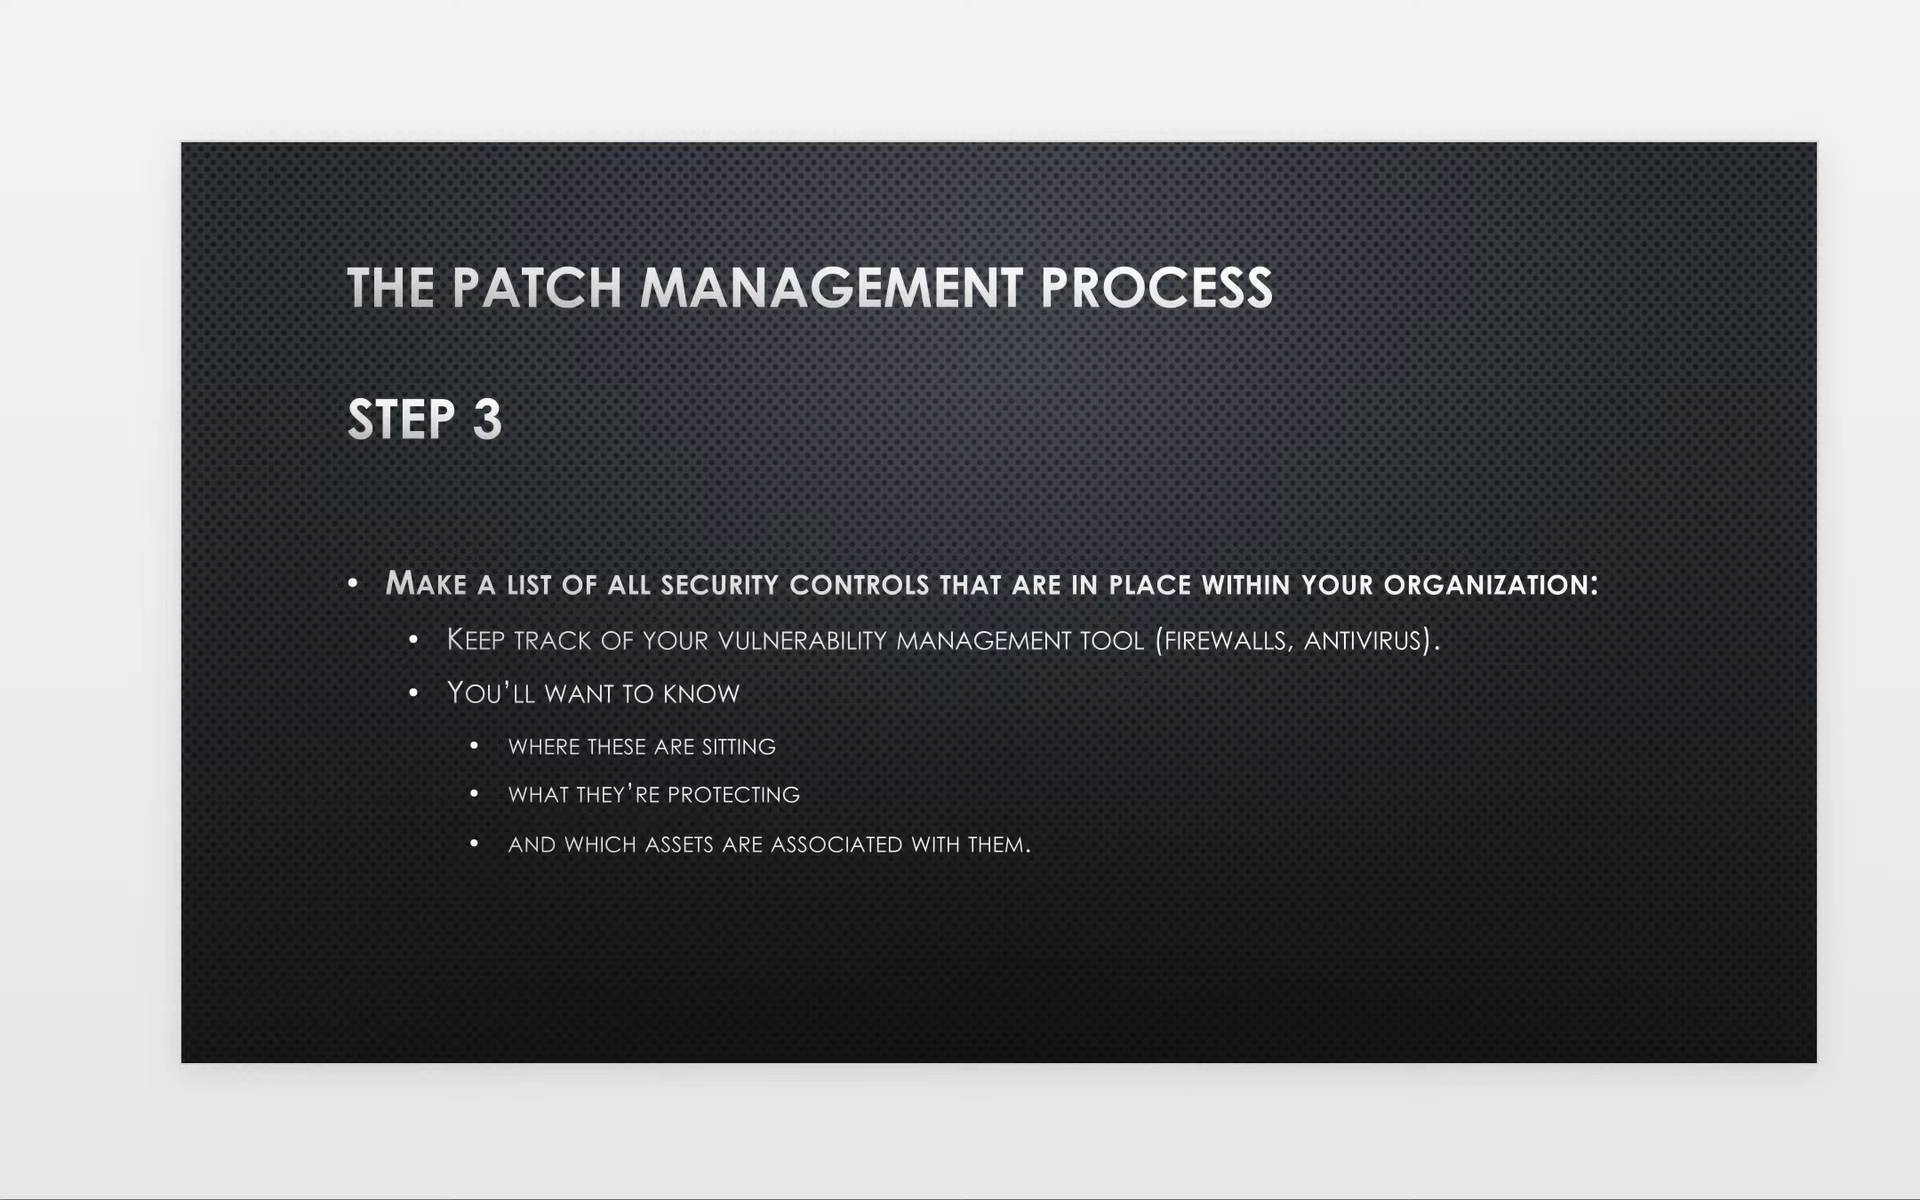 THE PATCH MANAGEMENT PROCESS
STEP 3
• MAKE A LIST OF ALL SECURITY CONTROLS THAT ARE IN PLACE WITHIN YOUR ORGANIZATION:
• KEEP TRACK OF YOUR VULNERABILITY MANAGEMENT TOOL (FIREWALLS, ANTIVIRUS).
• YOU’LL WANT TO KNOW
• WHERE THESE ARE SITTING
• WHAT THEY’RE PROTECTING
• AND WHICH ASSETS ARE ASSOCIATED WITH THEM.